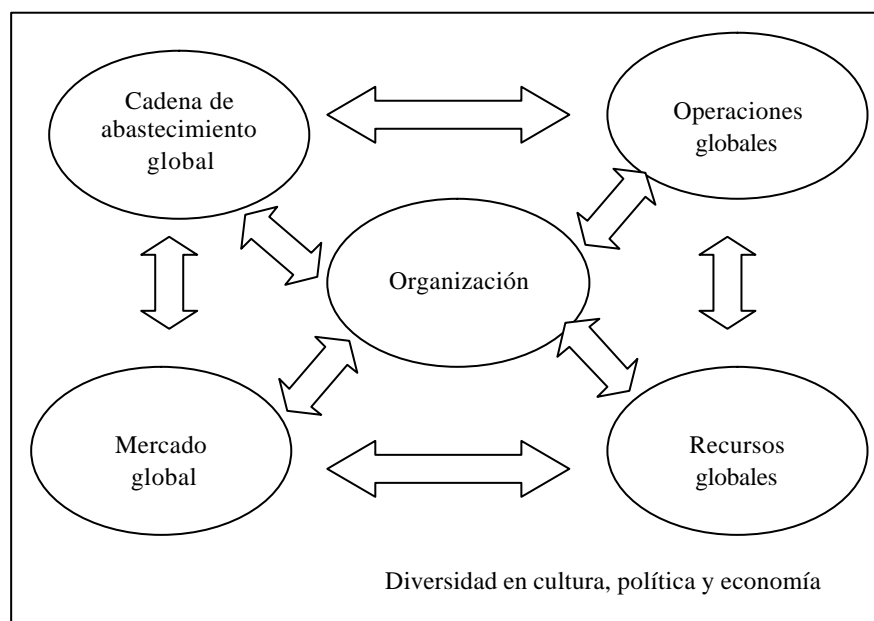 Cadena de
abastecimiento
global
Operaciones
globales
Organización
Mercado
global
Recursos
globales
Diversidad en cultura, política y economía